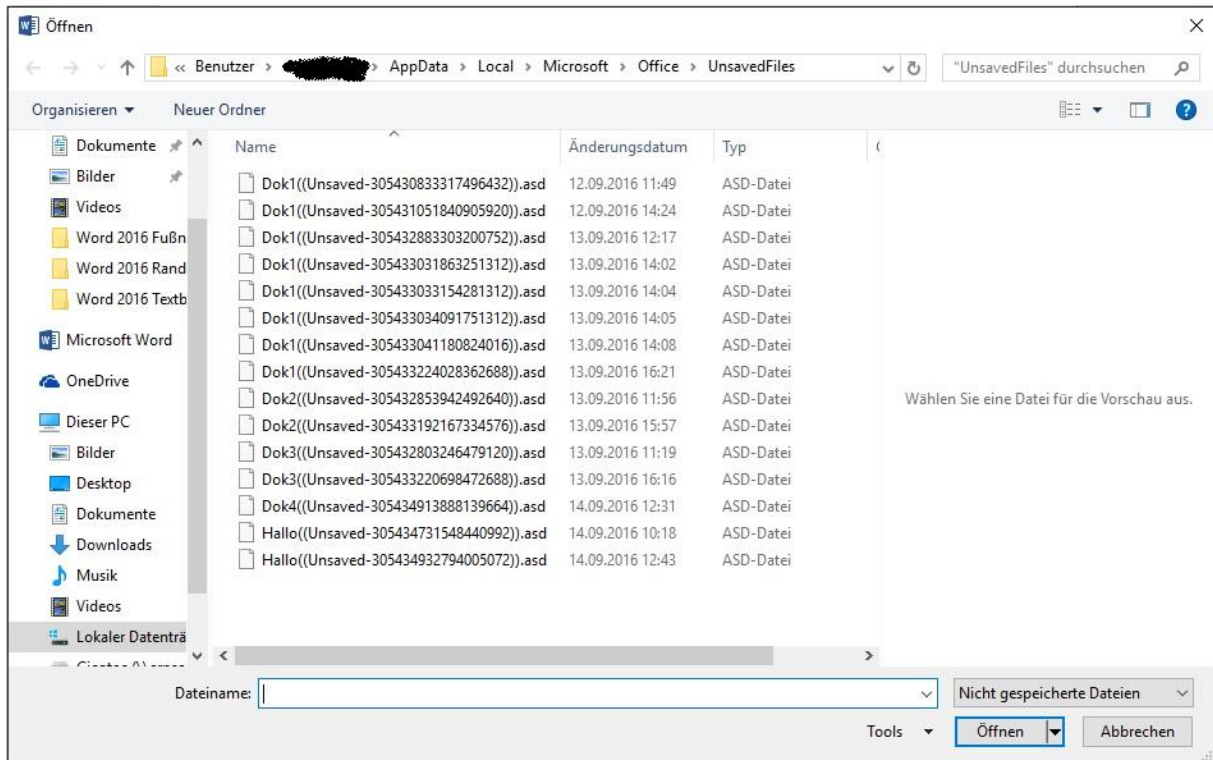 Öffnen
« Benutzer › › AppData › Local › Microsoft › Office › UnsavedFiles
"UnsavedFiles" durchsuchen
Organisieren Neuer Ordner
Dokumente
Bilder
Videos
Word 2016 Fußn
Word 2016 Rand
Word 2016 Textb
Microsoft Word
OneDrive
Dieser PC
Bilder
Desktop
Dokumente
Downloads
Musik
Videos
Lokaler Datenträ
Name Änderungsdatum Typ
Dok1((Unsaved-305430833317496432)).asd 12.09.2016 11:49 ASD-Datei
Dok1((Unsaved-305431051840905920)).asd 12.09.2016 14:24 ASD-Datei
Dok1((Unsaved-305432883303200752)).asd 13.09.2016 12:17 ASD-Datei
Dok1((Unsaved-305433031863251312)).asd 13.09.2016 14:02 ASD-Datei
Dok1((Unsaved-305433033154281312)).asd 13.09.2016 14:04 ASD-Datei
Dok1((Unsaved-305433034091751312)).asd 13.09.2016 14:05 ASD-Datei
Dok1((Unsaved-305433041180824016)).asd 13.09.2016 14:08 ASD-Datei
Dok1((Unsaved-305433224028362688)).asd 13.09.2016 16:21 ASD-Datei
Dok2((Unsaved-305432853942492640)).asd 13.09.2016 11:56 ASD-Datei
Dok2((Unsaved-305433192167334576)).asd 13.09.2016 15:57 ASD-Datei
Dok3((Unsaved-305432803246479120)).asd 13.09.2016 11:19 ASD-Datei
Dok3((Unsaved-305433220698472688)).asd 13.09.2016 16:16 ASD-Datei
Dok4((Unsaved-305434913888139664)).asd 14.09.2016 12:31 ASD-Datei
Hallo((Unsaved-305434731548440992)).asd 14.09.2016 10:18 ASD-Datei
Hallo((Unsaved-305434932794005072)).asd 14.09.2016 12:43 ASD-Datei
Wählen Sie eine Datei für die Vorschau aus.
Dateiname: Nicht gespeicherte Dateien
Tools Öffnen Abbrechen